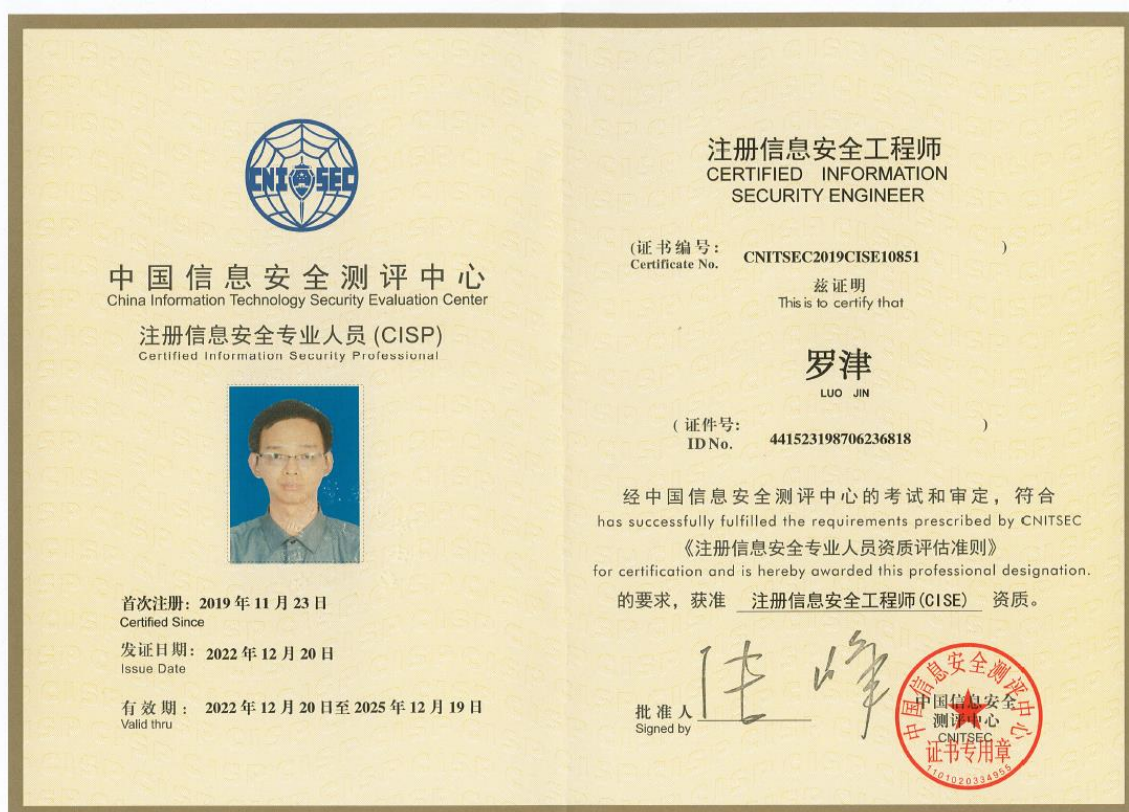 CNITSEC
中国信息安全测评中心
China Information Technology Security Evaluation Center
注册信息安全专业人员(CISP)
Certified Information Security Professional
首次注册：2019 年 11 月 23 日
Certified Since
发证日期：2022 年 12 月 20 日
Issue Date
有效期：2022 年 12 月 20 日至 2025 年 12 月 19 日
Valid thru
注册信息安全工程师
CERTIFIED INFORMATION
SECURITY ENGINEER
(证书编号： CNITSEC2019CISE10851 )
Certificate No.
兹证明
This is to certify that
罗津
LUO JIN
(证件号： 441523198706236818 )
ID No.
经中国信息安全测评中心的考试和审定，符合
has successfully fulfilled the requirements prescribed by CNITSEC
《注册信息安全专业人员资质评估准则》
for certification and is hereby awarded this professional designation.
的要求，获准 注册信息安全工程师(CISE) 资质。
批准人
Signed by
中国信息安全测评中心
中国信息安全
测评中心
CNITSEC
证书专用章
1101020334955